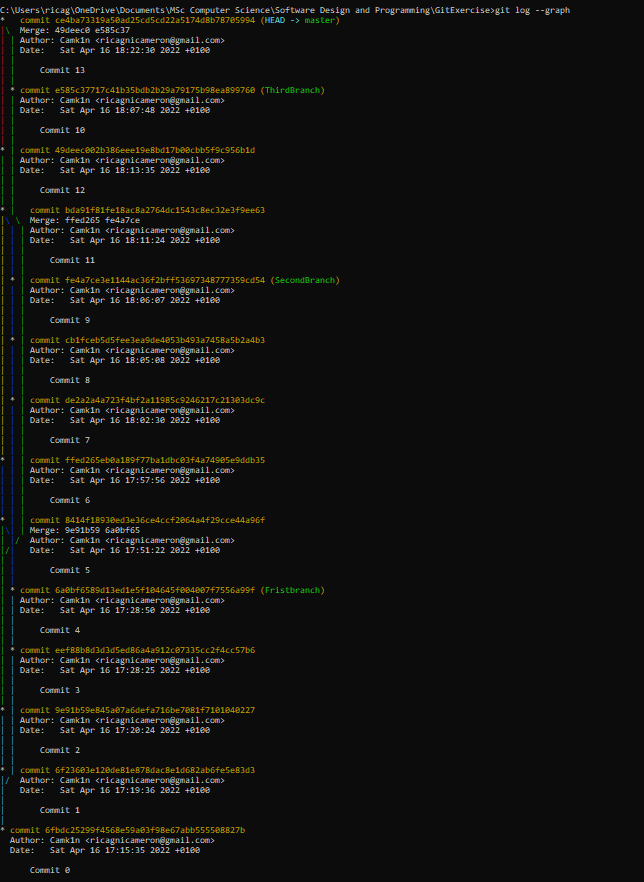 C:\Users\ricag\OneDrive\Documents\MSc Computer Science\Software Design and Programming\GitExercise>git log --graph
*   commit ce4ba73319a50ad25cd5cd22a5174d8b78705994 (HEAD -> master)
|\  Merge: 49deec0 e585c37
| | Author: Camk1n <ricagnicameron@gmail.com>
| | Date:   Sat Apr 16 18:22:30 2022 +0100
| |
| |     Commit 13
| |
| * commit e585c37717c41b35bdb2b29a79175b98ea899760 (ThirdBranch)
| | Author: Camk1n <ricagnicameron@gmail.com>
| | Date:   Sat Apr 16 18:07:48 2022 +0100
| |
| |     Commit 10
| |
* | commit 49deec002b386eee19e8bd17b00cbb5f9c956b1d
| | Author: Camk1n <ricagnicameron@gmail.com>
| | Date:   Sat Apr 16 18:13:35 2022 +0100
| |
| |     Commit 12
| |
* |   commit bda91f81fe18ac8a2764dc1543c8ec32e3f9ee63
|\ \  Merge: ffed265 fe4a7ce
| | | Author: Camk1n <ricagnicameron@gmail.com>
| | | Date:   Sat Apr 16 18:11:24 2022 +0100
| | |
| | |     Commit 11
| | |
| * | commit fe4a7ce3e1144ac36f2bff53697348777359cd54 (SecondBranch)
| | | Author: Camk1n <ricagnicameron@gmail.com>
| | | Date:   Sat Apr 16 18:06:07 2022 +0100
| | |
| | |     Commit 9
| | |
| * | commit cb1fceb5d5fee3ea9de4053b493a7458a5b2a4b3
| | | Author: Camk1n <ricagnicameron@gmail.com>
| | | Date:   Sat Apr 16 18:05:08 2022 +0100
| | |
| | |     Commit 8
| | |
| * | commit de2a2a4a723f4bf2a11985c9246217c21303dc9c
| | | Author: Camk1n <ricagnicameron@gmail.com>
| | | Date:   Sat Apr 16 18:02:30 2022 +0100
| | |
| | |     Commit 7
| | |
* | | commit ffed265eb0a189f77ba1dbc03f4a74905e9ddb35
| | | Author: Camk1n <ricagnicameron@gmail.com>
| | | Date:   Sat Apr 16 17:57:56 2022 +0100
| | |
| | |     Commit 6
| | |
* | | commit 8414f18930ed3e36ce4ccf2064a4f29cce44a96f
|\| | Merge: 9e91b59 6a0bf65
| |/  Author: Camk1n <ricagnicameron@gmail.com>
|/|   Date:   Sat Apr 16 17:51:22 2022 +0100
| |
| |       Commit 5
| |
| * commit 6a0bf6589d13ed1e5f104645f004007f7556a99f (Fristbranch)
| | Author: Camk1n <ricagnicameron@gmail.com>
| | Date:   Sat Apr 16 17:28:50 2022 +0100
| |
| |     Commit 4
| |
| * commit eef88b8d3d3d5ed86a4a912c07335cc2f4cc57b6
| | Author: Camk1n <ricagnicameron@gmail.com>
| | Date:   Sat Apr 16 17:28:25 2022 +0100
| |
| |     Commit 3
| |
* | commit 9e91b59e845a07a6defa716be7081f7101040227
| | Author: Camk1n <ricagnicameron@gmail.com>
| | Date:   Sat Apr 16 17:20:24 2022 +0100
| |
| |     Commit 2
| |
* | commit 6f23603e120de81e878dac8e1d682ab6fe5e83d3
|/  Author: Camk1n <ricagnicameron@gmail.com>
|   Date:   Sat Apr 16 17:19:36 2022 +0100
|
|       Commit 1
|
* commit 6fbdc25299f4568e59a03f98e67abb555508827b
  Author: Camk1n <ricagnicameron@gmail.com>
  Date:   Sat Apr 16 17:15:35 2022 +0100

      Commit 0